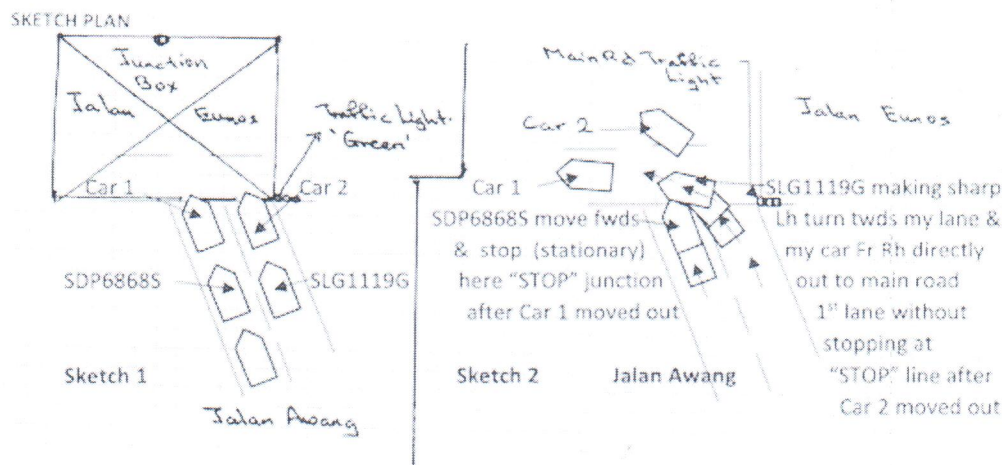 SKETCH PLAN
Junction
Box
Jalan Eunos
Traffic Light.
'Green'
Car 1
Car 2
SDP6868S
SLG1119G
Sketch 1
Jalan Awang
Main Rd Traffic
Light
Jalan Eunos
Car 2
Car 1
SDP6868S move fwds
& stop (stationary)
here "STOP" junction
after Car 1 moved out
SLG1119G making sharp
Lh turn twds my lane &
my car Fr Rh directly
out to main road
1st lane without
stopping at
"STOP" line after
Car 2 moved out
Sketch 2
Jalan Awang